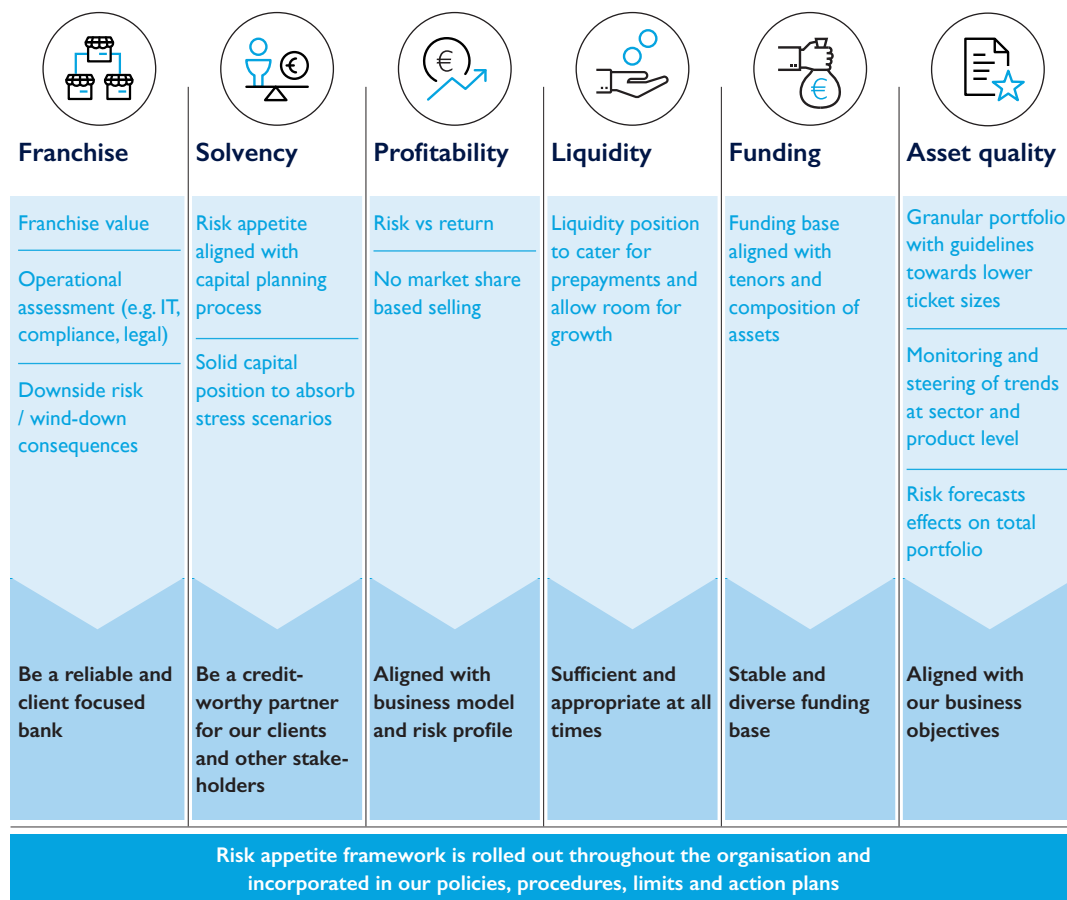 Franchise
Franchise value
Operational
assessment (e.g. IT,
compliance, legal)
Downside risk
/ wind-down
consequences
Be a reliable and
client focused
bank
Solvency
Risk appetite
aligned with
capital planning
process
Solid capital
position to absorb
stress scenarios
Be a credit-
worthy partner
for our clients
and other stake-
holders
Profitability
Risk vs return
No market share
based selling
Aligned with
business model
and risk profile
Liquidity
Liquidity position
to cater for
prepayments and
allow room for
growth
Sufficient and
appropriate at all
times
Funding
Funding base
aligned with
tenors and
composition of
assets
Stable and
diverse funding
base
Asset quality
Granular portfolio
with guidelines
towards lower
ticket sizes
Monitoring and
steering of trends
at sector and
product level
Risk forecasts
effects on total
portfolio
Aligned with
our business
objectives
Risk appetite framework is rolled out throughout the organisation and
incorporated in our policies, procedures, limits and action plans